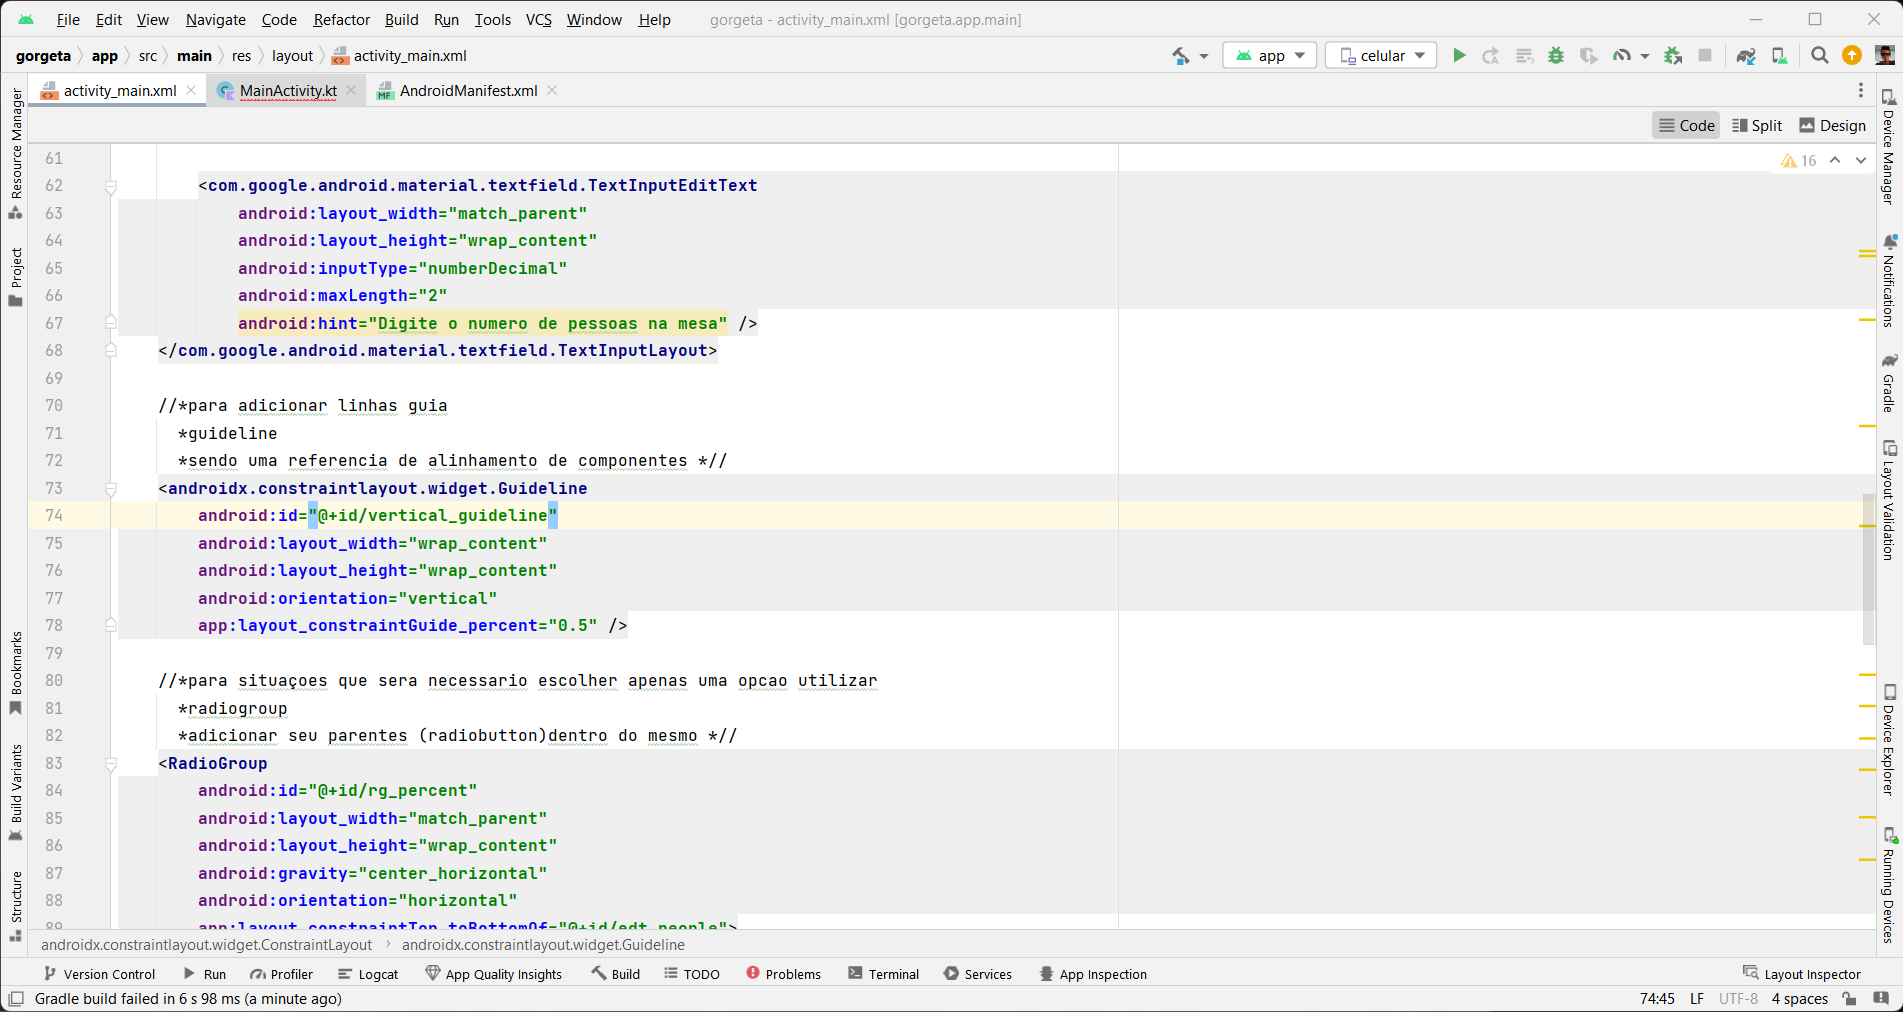 File Edit View Navigate Code Refactor Build Run Tools VCS Window Help gorgeta - activity_main.xml [gorgeta.app.main]
gorgeta app src main res layout activity_main.xml app celular
activity_main.xml MainActivity.kt AndroidManifest.xml
Code Split Design
16
61
62 <com.google.android.material.textfield.TextInputEditText
63 android:layout_width="match_parent"
64 android:layout_height="wrap_content"
65 android:inputType="numberDecimal"
66 android:maxLength="2"
67 android:hint="Digite o numero de pessoas na mesa" />
68 </com.google.android.material.textfield.TextInputLayout>
69
70 //*para adicionar linhas guia
71 *guideline
72 *sendo uma referencia de alinhamento de componentes *//
73 <androidx.constraintlayout.widget.Guideline
74 android:id="@+id/vertical_guideline"
75 android:layout_width="wrap_content"
76 android:layout_height="wrap_content"
77 android:orientation="vertical"
78 app:layout_constraintGuide_percent="0.5" />
79
80 //*para situaçoes que sera necessario escolher apenas uma opcao utilizar
81 *radiogroup
82 *adicionar seu parentes (radiobutton)dentro do mesmo *//
83 <RadioGroup
84 android:id="@+id/rg_percent"
85 android:layout_width="match_parent"
86 android:layout_height="wrap_content"
87 android:gravity="center_horizontal"
88 android:orientation="horizontal"
89 app:layout_constraintTop_toBottomOf="@+id/edt_people">
androidx.constraintlayout.widget.ConstraintLayout androidx.constraintlayout.widget.Guideline
Version Control Run Profiler Logcat App Quality Insights Build TODO Problems Terminal Services App Inspection Layout Inspector
Gradle build failed in 6 s 98 ms (a minute ago) 74:45 LF UTF-8 4 spaces
Resource Manager
Project
Bookmarks
Build Variants
Structure
Device Manager
Notifications
Gradle
Layout Validation
Device Explorer
Running Devices
MF